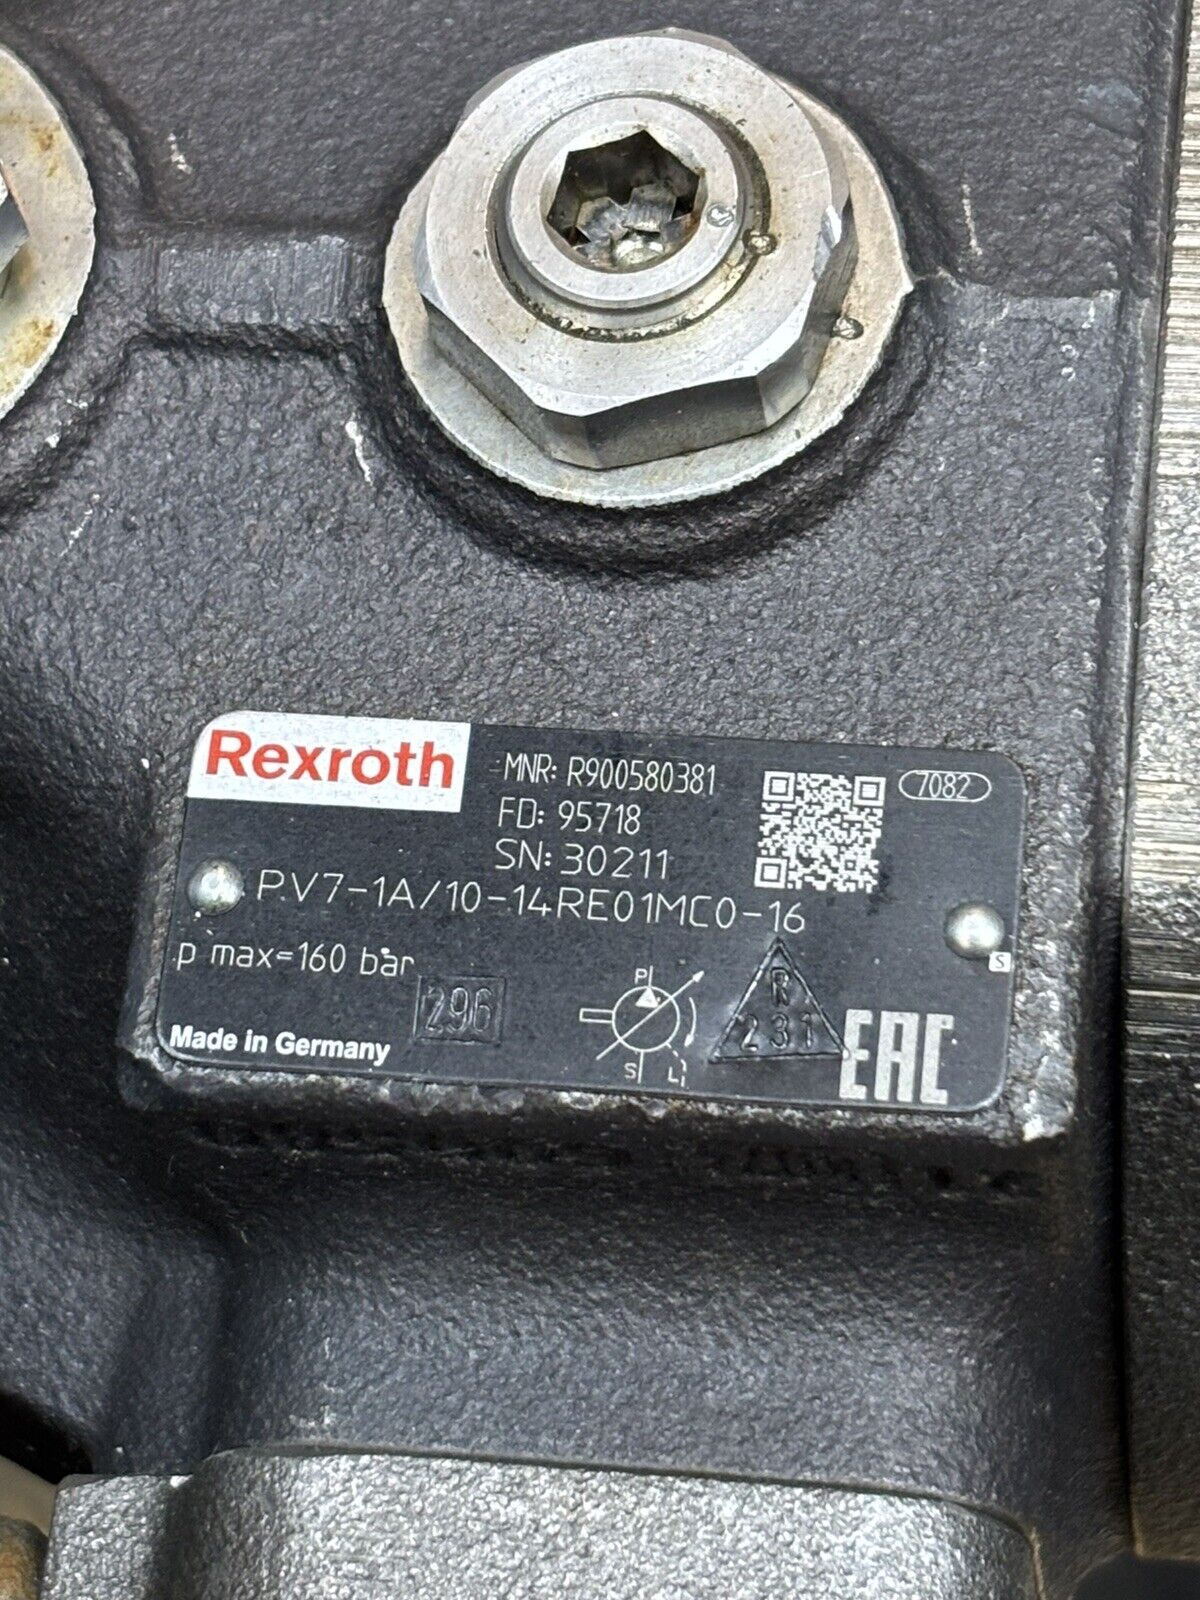 Rexroth
MNR: R900580381
7082
FD: 95718
SN: 30211
PV7-1A/10-14RE01MC0-16
p max=160 bar
S
296
P
R
231
EAC
S L
Made in Germany